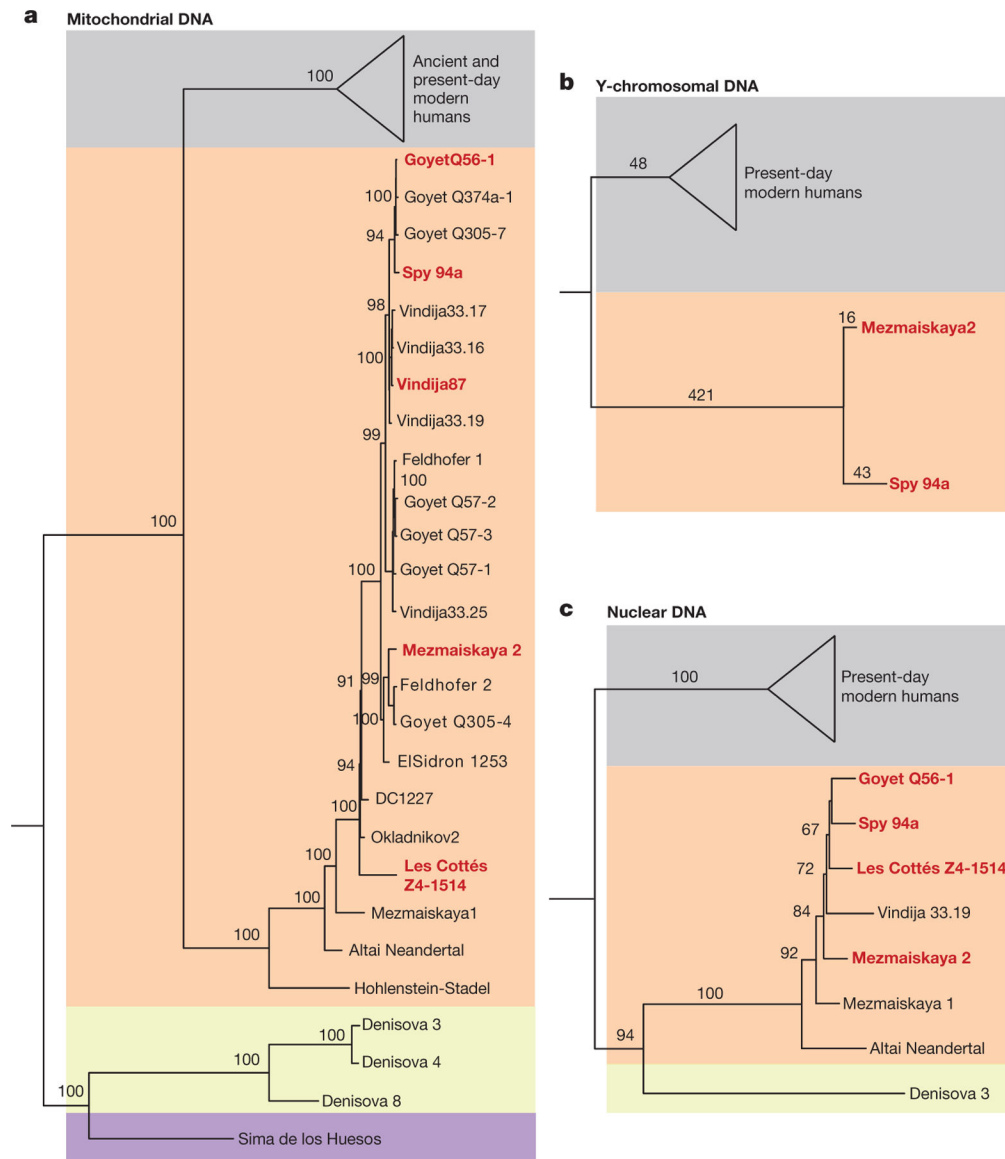 a
Mitochondrial DNA
100
Ancient and
present-day
modern
humans
GoyetQ56-1
100
Goyet Q374a-1
94
Goyet Q305-7
Spy 94a
98
Vindija33.17
100
Vindija33.16
Vindija87
99
Vindija33.19
Feldhofer 1
100
Goyet Q57-2
Goyet Q57-3
100
Goyet Q57-1
Vindija33.25
Mezmaiskaya 2
91
99
Feldhofer 2
100
Goyet Q305-4
94
ElSidron 1253
DC1227
100
Okladnikov2
100
Les Cottés
Z4-1514
100
Mezmaiskaya1
100
Altai Neandertal
100
Hohlenstein-Stadel
100
Denisova 3
100
Denisova 4
100
Denisova 8
Sima de los Huesos
b
Y-chromosomal DNA
48
Present-day
modern humans
16
Mezmaiskaya2
421
43
Spy 94a
c
Nuclear DNA
100
Present-day
modern humans
Goyet Q56-1
67
Spy 94a
72
Les Cottés Z4-1514
84
Vindija 33.19
92
Mezmaiskaya 2
100
Mezmaiskaya 1
94
Altai Neandertal
Denisova 3